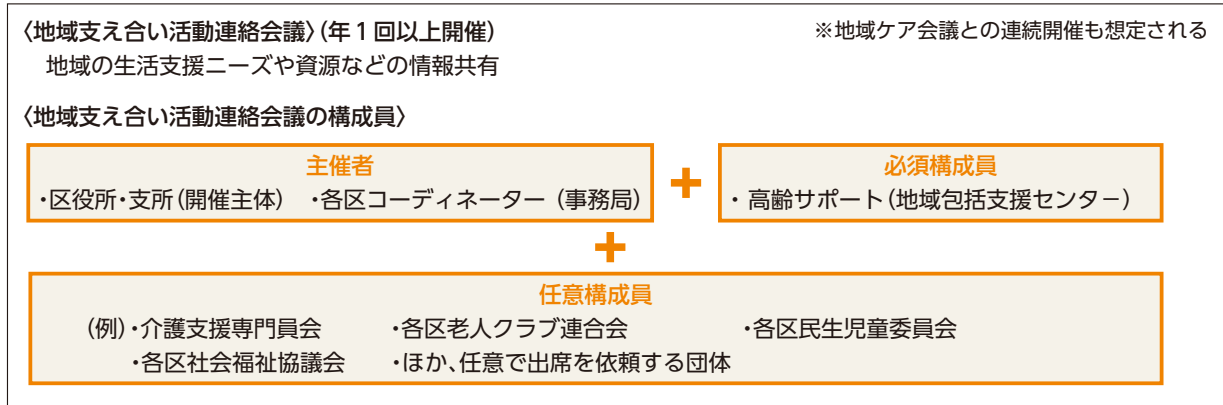 〈地域支え合い活動連絡会議〉(年1回以上開催)
※地域ケア会議との連続開催も想定される
地域の生活支援ニーズや資源などの情報共有
〈地域支え合い活動連絡会議の構成員〉
主催者
・区役所・支所(開催主体) ・各区コーディネーター(事務局)
+
必須構成員
・高齢サポート(地域包括支援センター)
+
任意構成員
(例)・介護支援専門員会 ・各区老人クラブ連合会 ・各区民生児童委員会
・各区社会福祉協議会 ・ほか、任意で出席を依頼する団体